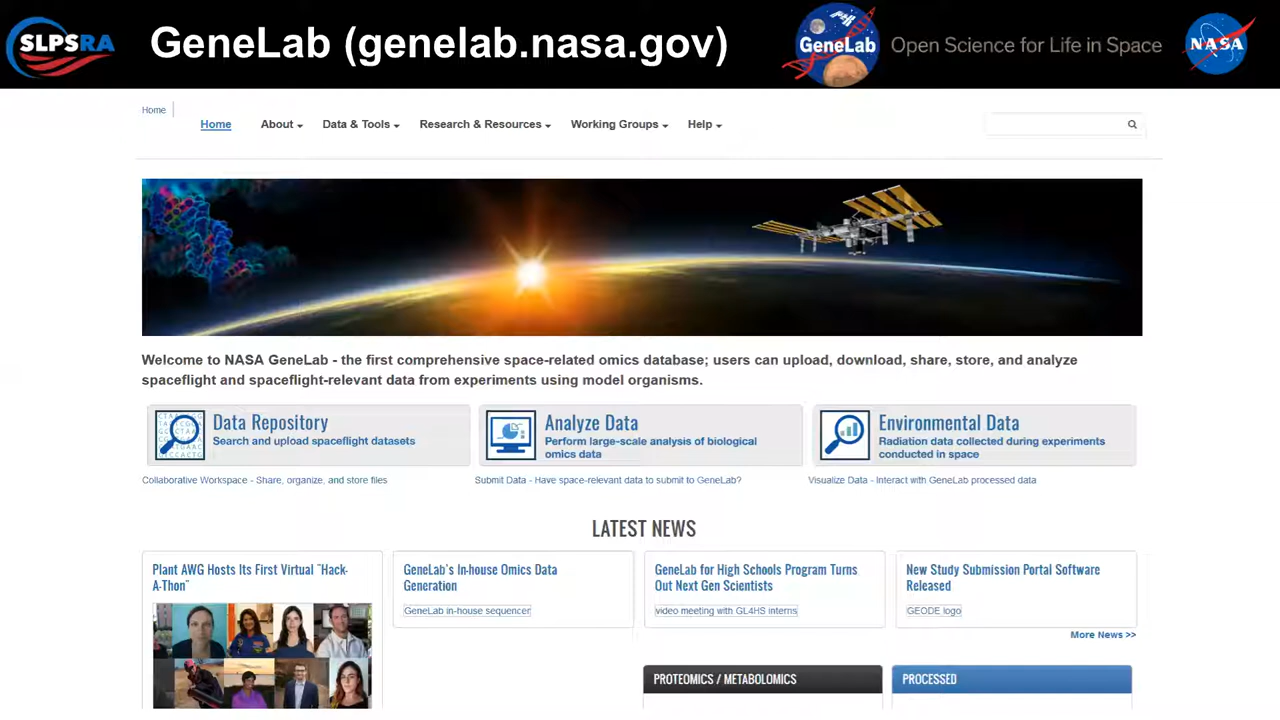 SLPSRA
GeneLab (genelab.nasa.gov)
GeneLab
Open Science for Life in Space
NASA
Home
Home
About
Data & Tools
Research & Resources
Working Groups
Help
Welcome to NASA GeneLab - the first comprehensive space-related omics database; users can upload, download, share, store, and analyze
spaceflight and spaceflight-relevant data from experiments using model organisms.
Data Repository
Search and upload spaceflight datasets
Analyze Data
Perform large-scale analysis of biological
omics data
Environmental Data
Radiation data collected during experiments
conducted in space
Collaborative Workspace - Share, organize, and store files
Submit Data - Have space-relevant data to submit to GeneLab?
Visualize Data - Interact with GeneLab processed data
LATEST NEWS
Plant AWG Hosts Its First Virtual "Hack-
A-Thon"
GeneLab's In-house Omics Data
Generation
GeneLab in-house sequencer
GeneLab for High Schools Program Turns
Out Next Gen Scientists
video meeting with GL4HS interns
New Study Submission Portal Software
Released
GEODE logo
More News >>
PROTEOMICS / METABOLOMICS
PROCESSED